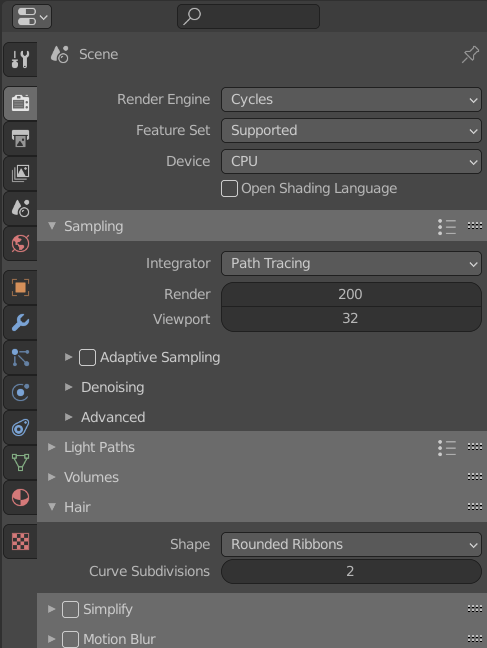 Scene
Render Engine Cycles
Feature Set Supported
Device CPU
Open Shading Language
Sampling
Integrator Path Tracing
Render 200
Viewport 32
Adaptive Sampling
Denoising
Advanced
Light Paths
Volumes
Hair
Shape Rounded Ribbons
Curve Subdivisions 2
Simplify
Motion Blur